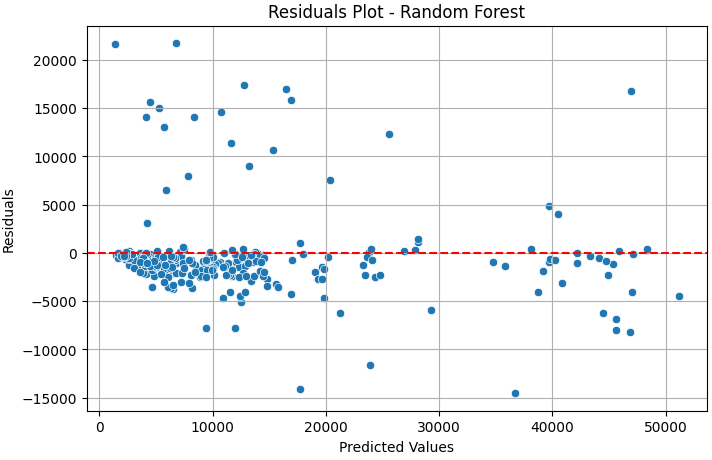 Residuals Plot - Random Forest
Residuals
20000
15000
10000
5000
0
−5000
−10000
−15000
0 10000 20000 30000 40000 50000
Predicted Values